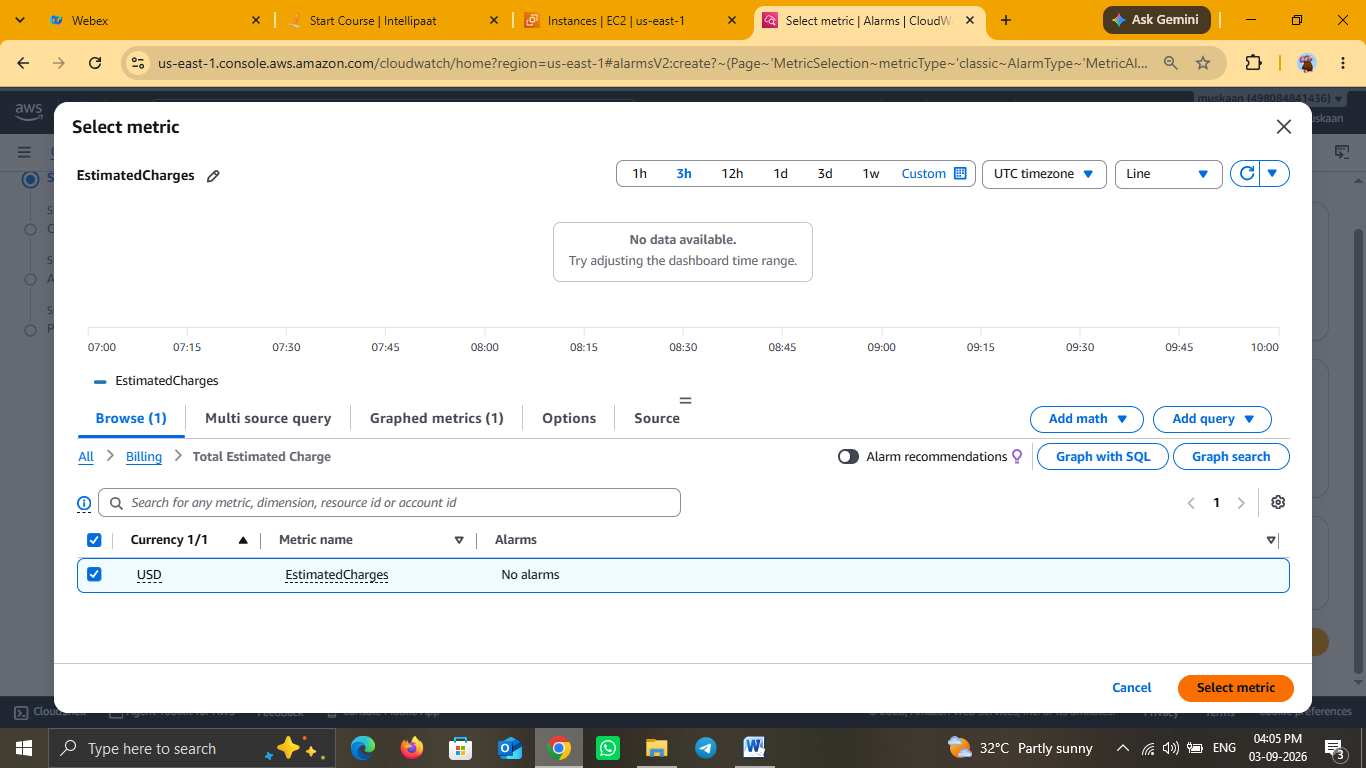 Webex
Start Course | Intellipaat
Instances | EC2 | us-east-1
Select metric | Alarms | CloudW
Ask Gemini
us-east-1.console.aws.amazon.com/cloudwatch/home?region=us-east-1#alarmsV2:create?~(Page~'MetricSelection~metricType~'classic~AlarmType~'MetricAl...
aws
muskaan (498084841436)
Select metric
EstimatedCharges
1h 3h 12h 1d 3d 1w Custom
UTC timezone
Line
No data available.
Try adjusting the dashboard time range.
07:00 07:15 07:30 07:45 08:00 08:15 08:30 08:45 09:00 09:15 09:30 09:45 10:00
EstimatedCharges
Browse (1) Multi source query Graphed metrics (1) Options Source
Add math Add query
All Billing Total Estimated Charge
Alarm recommendations
Graph with SQL Graph search
Search for any metric, dimension, resource id or account id
1
Currency 1/1 Metric name Alarms
USD EstimatedCharges No alarms
Cancel Select metric
Privacy Terms Cookie preferences
Type here to search
32°C Partly sunny
ENG
04:05 PM
03-09-2026
3